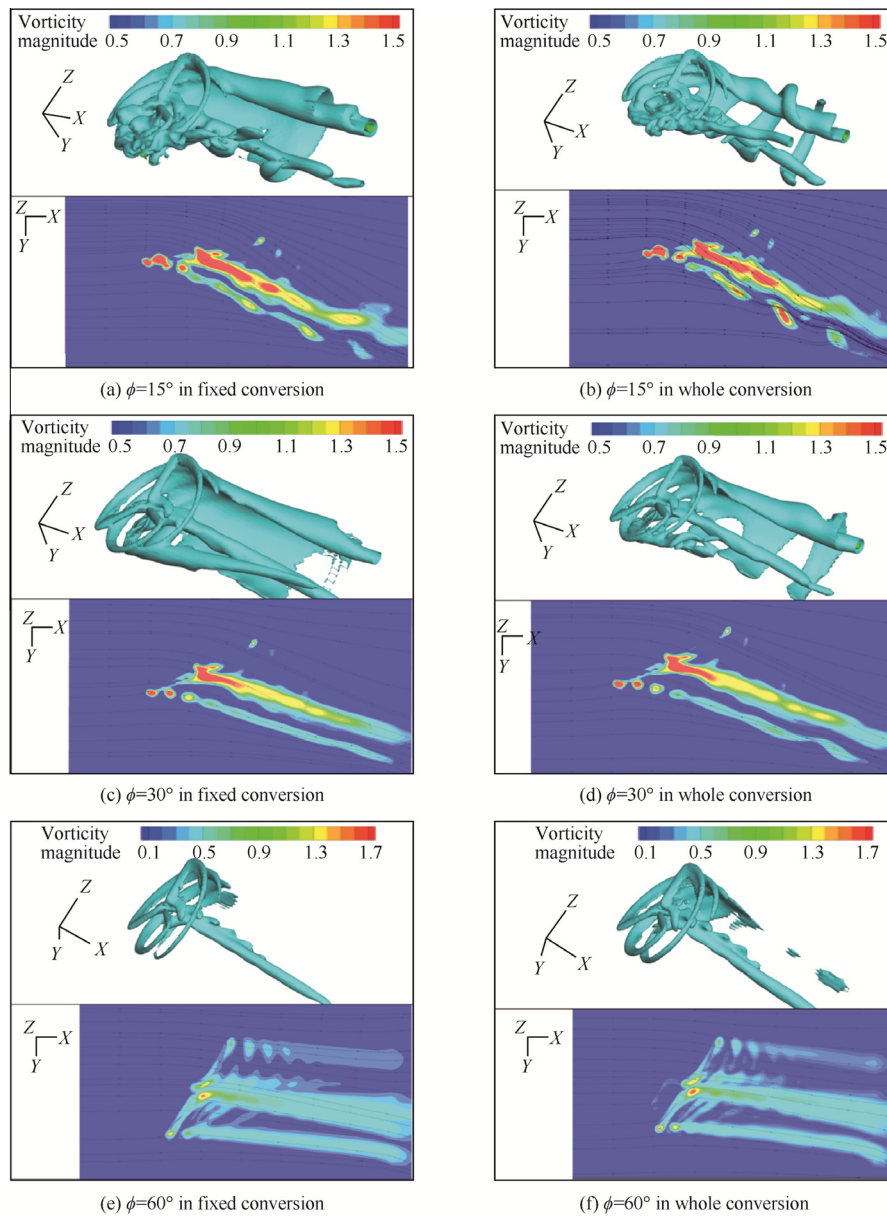 Vorticity
magnitude
0.5 0.7 0.9 1.1 1.3 1.5
Z
X
Y
Z
X
Y
(a) ϕ=15° in fixed conversion
Vorticity
magnitude
0.5 0.7 0.9 1.1 1.3 1.5
Z
X
Y
Z
X
Y
(b) ϕ=15° in whole conversion
Vorticity
magnitude
0.5 0.7 0.9 1.1 1.3 1.5
Z
X
Y
Z
X
Y
(c) ϕ=30° in fixed conversion
Vorticity
magnitude
0.5 0.7 0.9 1.1 1.3 1.5
Z
X
Y
Z
X
Y
(d) ϕ=30° in whole conversion
Vorticity
magnitude
0.1 0.5 0.9 1.3 1.7
Z
Y
X
Z
X
Y
(e) ϕ=60° in fixed conversion
Vorticity
magnitude
0.1 0.5 0.9 1.3 1.7
Z
Y
X
Z
X
Y
(f) ϕ=60° in whole conversion